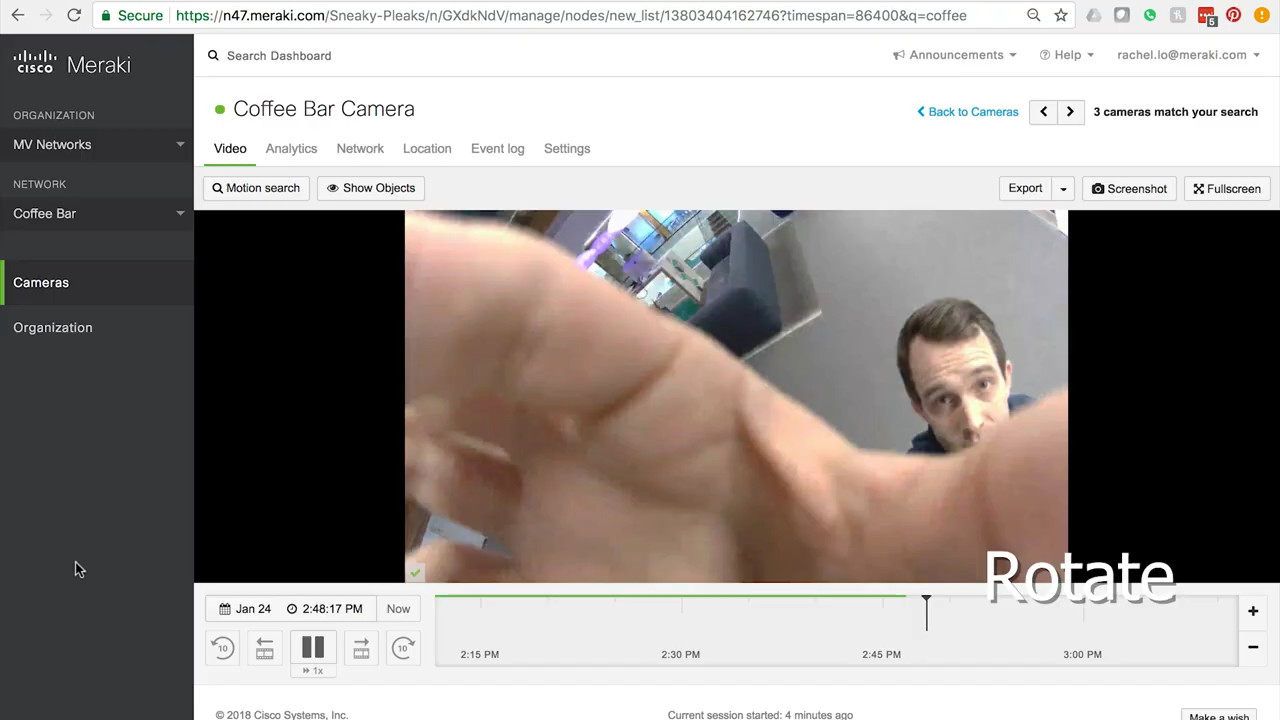 Secure
https://n47.meraki.com/Sneaky-Pleaks/n/GXdkNdV/manage/nodes/new_list/13803404162746?timespan=86400&q=coffee
5
cisco Meraki
Search Dashboard
Announcements
Help
rachel.lo@meraki.com
ORGANIZATION
MV Networks
NETWORK
Coffee Bar
Cameras
Organization
Coffee Bar Camera
Back to Cameras
3 cameras match your search
Video Analytics Network Location Event log Settings
Motion search
Show Objects
Export
Screenshot
Fullscreen
Rotate
Jan 24 2:48:17 PM
Now
10
10
1x
2:15 PM 2:30 PM 2:45 PM 3:00 PM
+
−
© 2018 Cisco Systems, Inc.
Current session started: 4 minutes ago
Make a wish